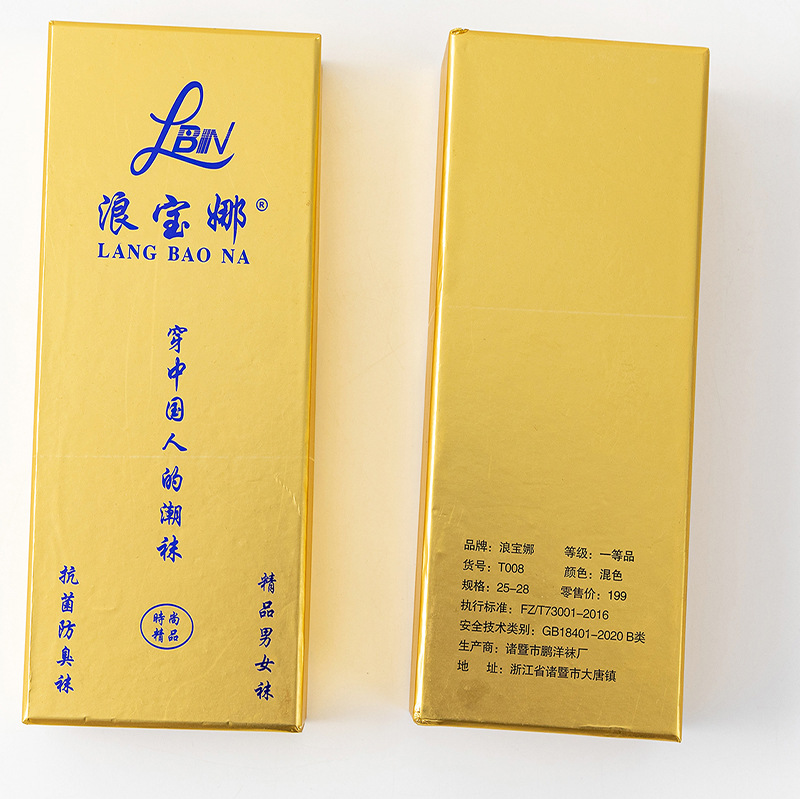 LBIN
浪宝娜®
LANG BAO NA
穿中国人的潮袜
抗菌防臭袜
時尚
精品
精品男女袜
品牌：浪宝娜 等级：一等品
货号：T008 颜色：混色
规格：25-28 零售价：199
执行标准：FZ/T73001-2016
安全技术类别：GB18401-2020 B类
生产商：诸暨市鹏洋袜厂
地 址：浙江省诸暨市大唐镇